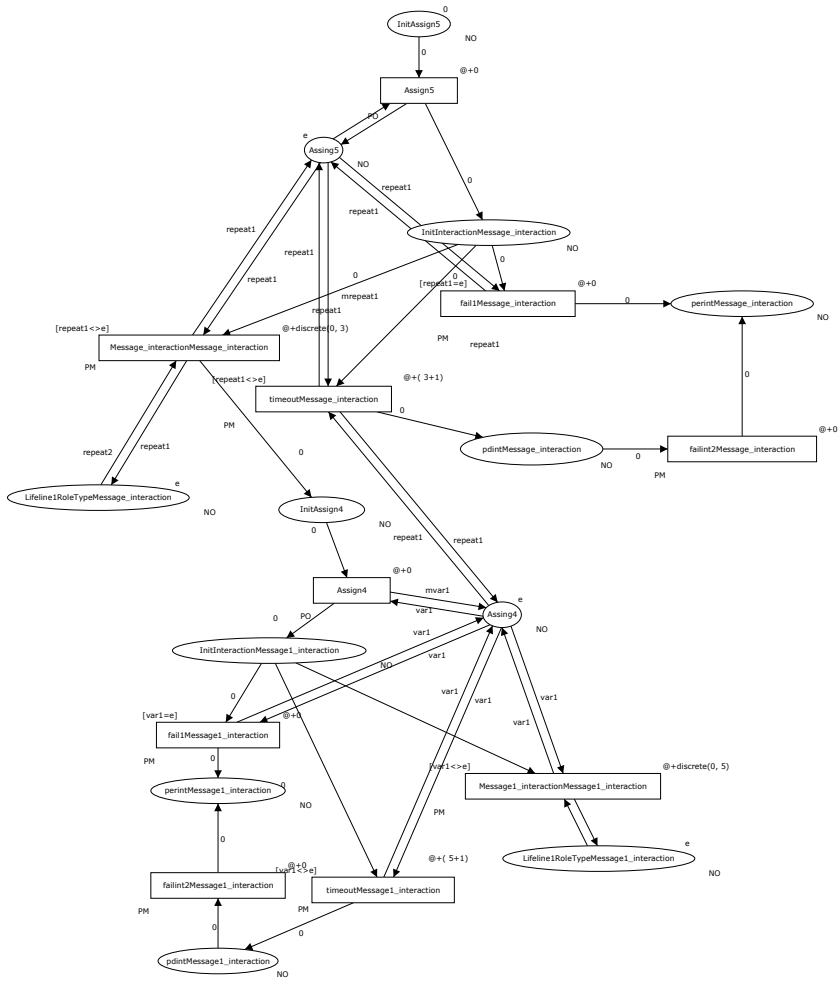 0
InitAssign5
NO
0
@+0
Assign5
PO
e
Assing5
NO
repeat1
0
repeat1
repeat1
InitInteractionMessage_interaction
NO
repeat1
0
repeat1
0
0
[repeat1=e]
@+0
mrepeat1
fail1Message_interaction
0
perintMessage_interaction
NO
repeat1
[repeat1<>e]
@+discrete(0, 3)
Message_interactionMessage_interaction
PM
repeat1
PM
[repeat1<>e]
@+( 3+1)
timeoutMessage_interaction
0
0
PM
@+0
pdintMessage_interaction
0
failint2Message_interaction
NO
PM
repeat2
repeat1
0
e
Lifeline1RoleTypeMessage_interaction
NO
InitAssign4
0
NO
repeat1
repeat1
@+0
Assign4
mvar1
var1
e
Assing4
NO
0
PO
var1
InitInteractionMessage1_interaction
var1
NO
0
var1
var1
var1
var1
[var1=e]
@+0
fail1Message1_interaction
PM
0
[var1<>e]
@+discrete(0, 5)
Message1_interactionMessage1_interaction
0
perintMessage1_interaction
NO
PM
0
e
Lifeline1RoleTypeMessage1_interaction
NO
@+0
[var1<>e]
@+( 5+1)
failint2Message1_interaction
timeoutMessage1_interaction
PM
PM
0
0
pdintMessage1_interaction
NO